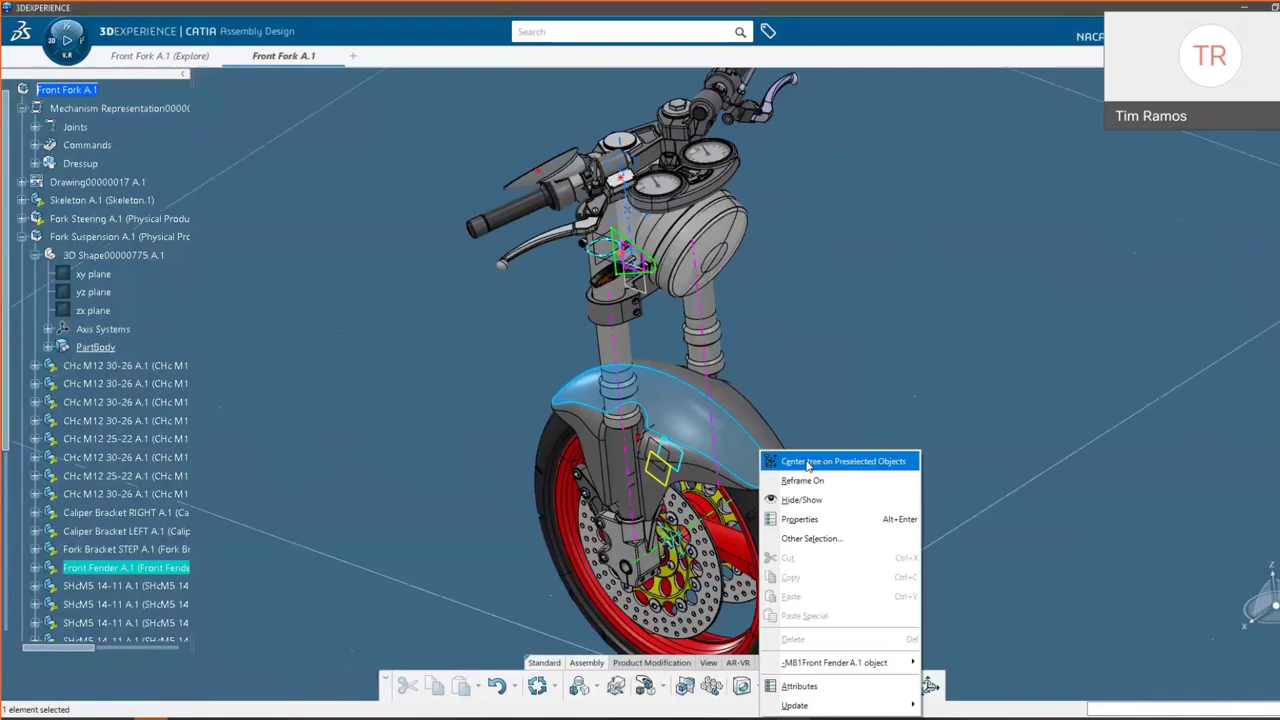 3DEXPERIENCE
3DEXPERIENCE | CATIA Assembly Design
Search
3D
V.R
NACA
TR
Tim Ramos
Front Fork A.1 (Explore)
Front Fork A.1
Front Fork A.1
Mechanism Representation0000(
Joints
Commands
Dressup
Drawing00000017 A.1
Skeleton A.1 (Skeleton.1)
Fork Steering A.1 (Physical Produ
Fork Suspension A.1 (Physical Prc
3D Shape00000775 A.1
xy plane
yz plane
zx plane
Axis Systems
PartBody
CHc M12 30-26 A.1 (CHc M1
CHc M12 30-26 A.1 (CHc M1
CHc M12 30-26 A.1 (CHc M1
CHc M12 30-26 A.1 (CHc M1
CHc M12 25-22 A.1 (CHc M1
CHc M12 30-26 A.1 (CHc M1
CHc M12 25-22 A.1 (CHc M1
CHc M12 30-26 A.1 (CHc M1
Caliper Bracket RIGHT A.1 (Cal
Caliper Bracket LEFT A.1 (Calip
Fork Bracket STEP A.1 (Fork Br
Front Fender A.1 (Front Fende
SHcM5 14-11 A.1 (SHcM5 14
SHcM5 14-11 A.1 (SHcM5 14
SHcM5 14-11 A.1 (SHcM5 14
SHcM5 14-11 A.1 (SHcM5 14
Center tree on Preselected Objects
Reframe On
Hide/Show
Properties Alt+Enter
Other Selection...
Cut Ctrl+X
Copy Ctrl+C
Paste Ctrl+V
Paste Special
Delete Del
-M81Front Fender A.1 object
Attributes
Update
Z
X
Standard Assembly Product Modification View AR-VR
1 element selected